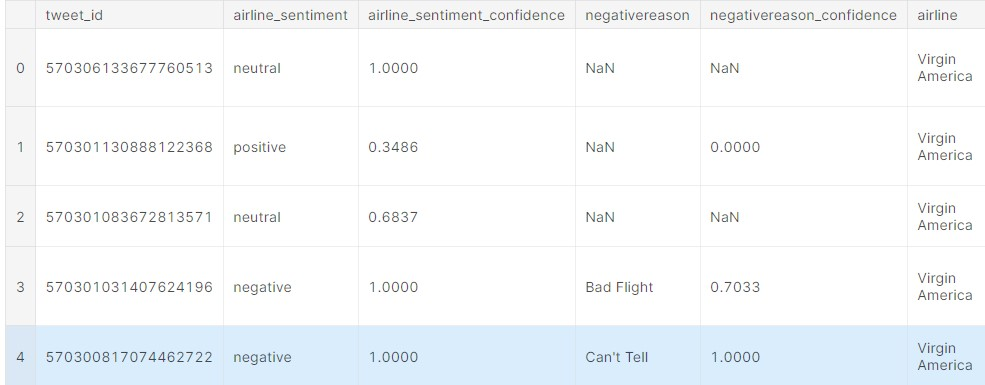 tweet_id airline_sentiment airline_sentiment_confidence negativereason negativereason_confidence airline
0 570306133677760513 neutral 1.0000 NaN NaN Virgin America
1 570301130888122368 positive 0.3486 NaN 0.0000 Virgin America
2 570301083672813571 neutral 0.6837 NaN NaN Virgin America
3 570301031407624196 negative 1.0000 Bad Flight 0.7033 Virgin America
4 570300817074462722 negative 1.0000 Can't Tell 1.0000 Virgin America